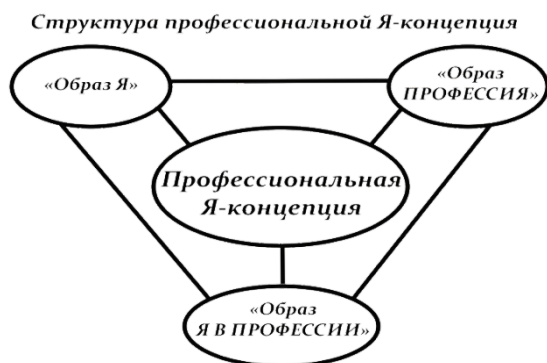 Структура профессиональной Я-концепция
«Образ Я»
«Образ
ПРОФЕССИЯ»
Профессиональная
Я-концепция
«Образ
Я В ПРОФЕССИИ»